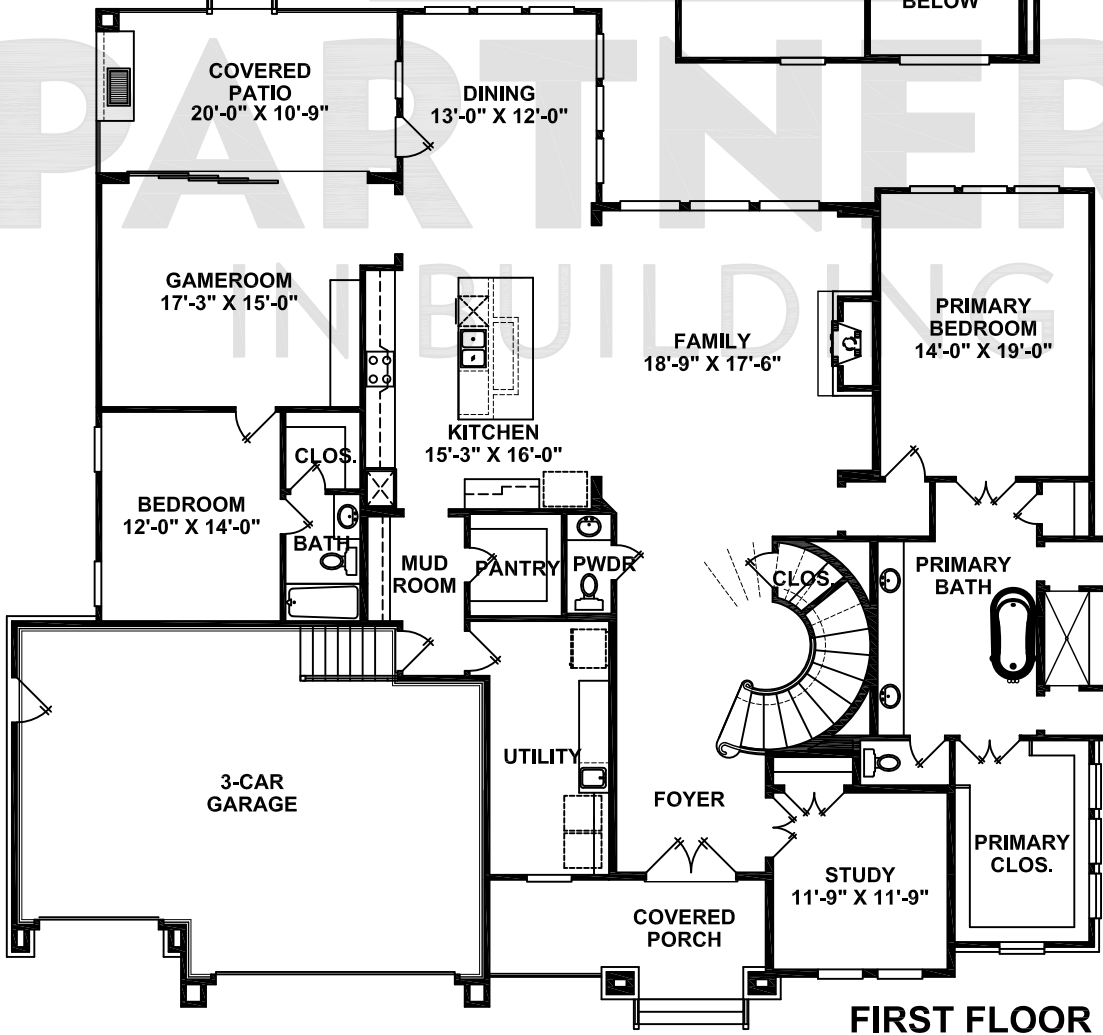 BELOW
PARTNER
IN BUILDING
COVERED
PATIO
20'-0" X 10'-9"
DINING
13'-0" X 12'-0"
GAMEROOM
17'-3" X 15'-0"
FAMILY
18'-9" X 17'-6"
PRIMARY
BEDROOM
14'-0" X 19'-0"
KITCHEN
15'-3" X 16'-0"
CLOS.
BEDROOM
12'-0" X 14'-0"
BATH
MUD
ROOM
PANTRY
PWDR
CLOS.
PRIMARY
BATH
UTILITY
3-CAR
GARAGE
FOYER
STUDY
11'-9" X 11'-9"
PRIMARY
CLOS.
COVERED
PORCH
FIRST FLOOR